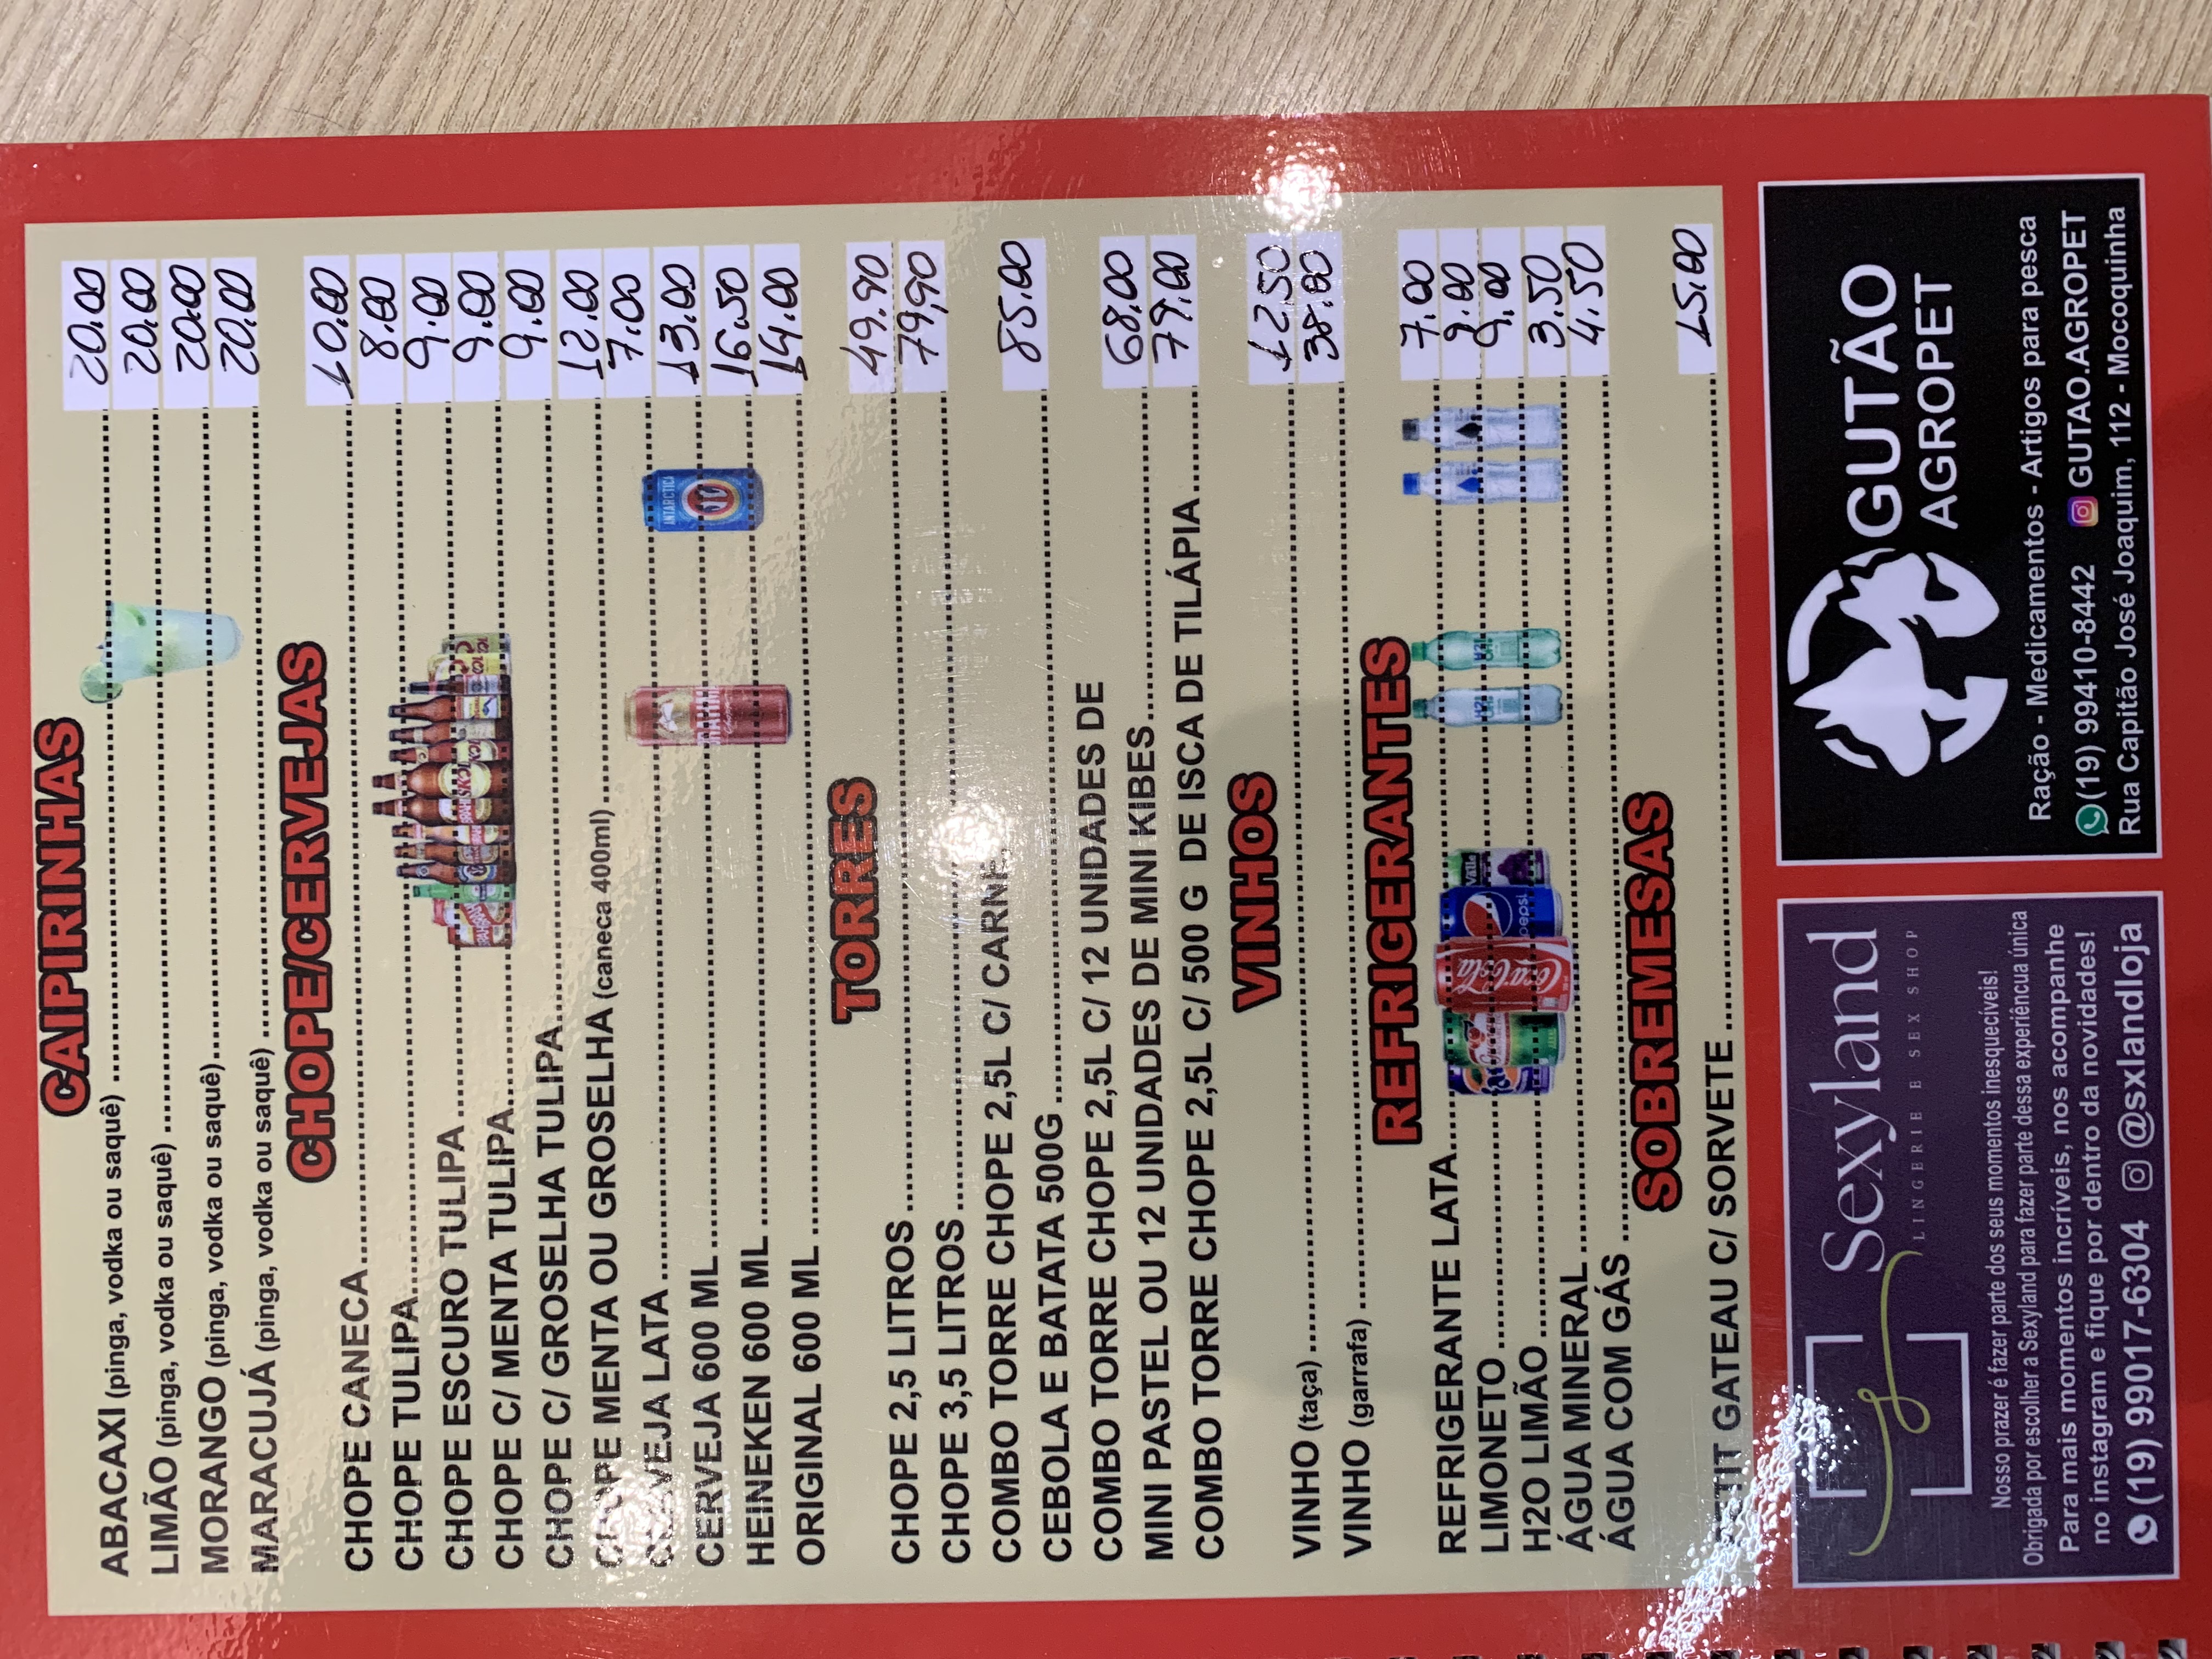 CAIPIRINHAS
ABACAXI (pinga, vodka ou saquê) 20.00
LIMÃO (pinga, vodka ou saquê) 20.00
MORANGO (pinga, vodka ou saquê) 20.00
MARACUJÁ (pinga, vodka ou saquê) 20.00
CHOPE/CERVEJAS
CHOPE CANECA 10.00
CHOPE TULIPA 8.00
CHOPE ESCURO TULIPA 9.00
CHOPE C/ MENTA TULIPA 9.00
CHOPE C/ GROSELHA TULIPA 9.00
CHOPE MENTA OU GROSELHA (caneca 400ml) 12.00
CERVEJA LATA 7.00
CERVEJA 600 ML 13.00
HEINEKEN 600 ML 16.50
ORIGINAL 600 ML 14.00
TORRES
CHOPE 2,5 LITROS 49.90
CHOPE 3,5 LITROS 79,90
COMBO TORRE CHOPE 2,5L C/ CARNE,
CEBOLA E BATATA 500G 85.00
COMBO TORRE CHOPE 2,5L C/ 12 UNIDADES DE
MINI PASTEL OU 12 UNIDADES DE MINI KIBES 68,00
COMBO TORRE CHOPE 2,5L C/ 500 G DE ISCA DE TILÁPIA 79.00
VINHOS
VINHO (taça) 12,50
VINHO (garrafa) 38.00
REFRIGERANTES
REFRIGERANTE LATA 7.00
LIMONETO 9.00
H2O LIMÃO 9.00
ÁGUA MINERAL 3.50
ÁGUA COM GÁS 4.50
SOBREMESAS
PETIT GATEAU C/ SORVETE 15.00
BRAHMA
SKOL
ANTARCTICA
Coca-Cola
pepsi
Valle
Sexyland
LINGERIE E SEX SHOP
Nosso prazer é fazer parte dos seus momentos inesquecíveis!
Obrigada por escolher a Sexyland para fazer parte dessa experiêncua única
Para mais momentos incríveis, nos acompanhe
no instagram e fique por dentro da novidades!
(19) 99017-6304 @sxlandloja
GUTÃO
AGROPET
Ração - Medicamentos - Artigos para pesca
(19) 99410-8442 GUTAO.AGROPET
Rua Capitão José Joaquim, 112 - Mocoquinha